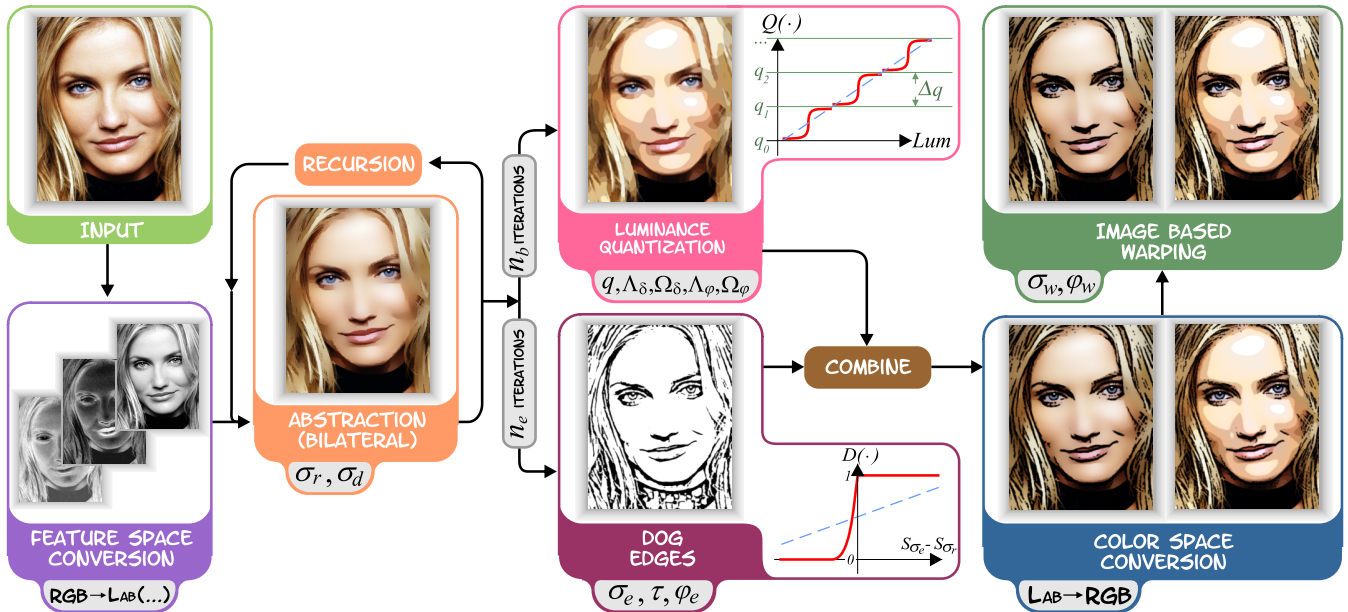 INPUT
FEATURE SPACE
CONVERSION
RGB→LAB(...)
RECURSION
ABSTRACTION
(BILATERAL)
σr, σd
nb ITERATIONS
ne ITERATIONS
Q(·)
...
q2
q1
q0
Δq
Lum
LUMINANCE
QUANTIZATION
q,Λδ,Ωδ,Λφ,Ωφ
DOG
EDGES
σe, τ, φe
D(·)
1
0
Sσe- Sσr
COMBINE
COLOR SPACE
CONVERSION
LAB→RGB
IMAGE BASED
WARPING
σw,φw